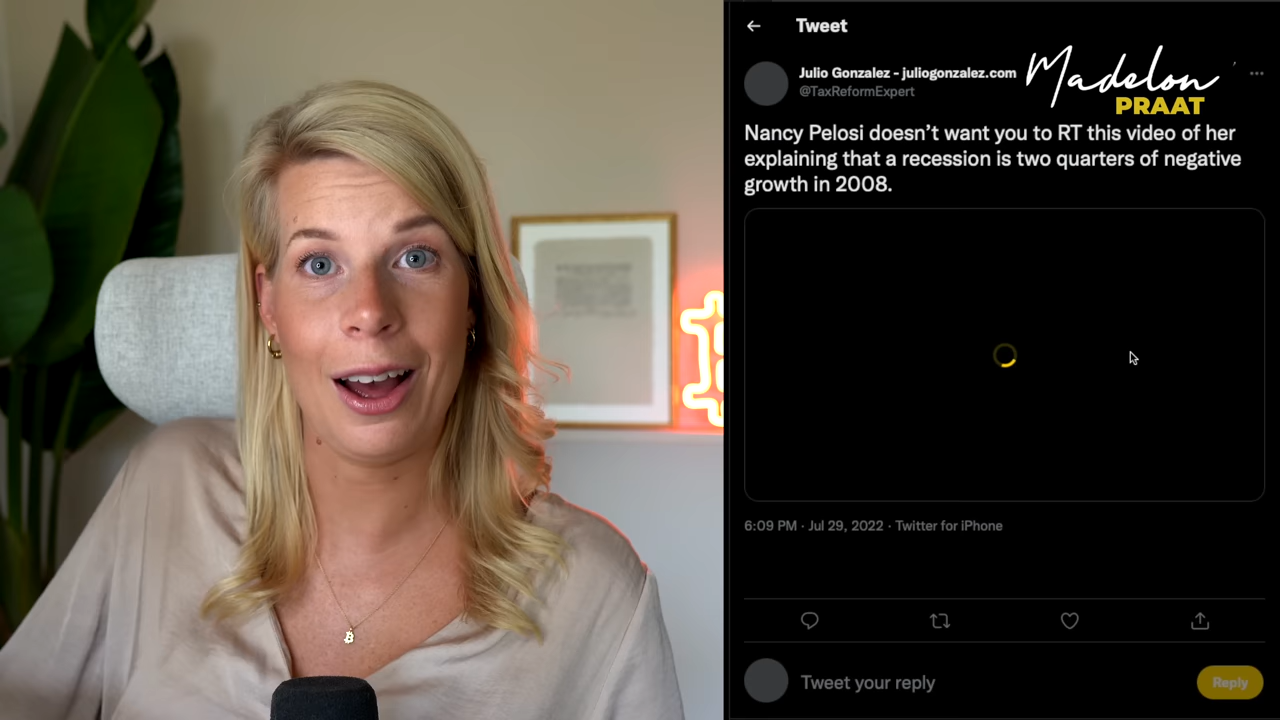 Tweet
Julio Gonzalez - juliogonzalez.com
@TaxReformExpert
Madelon
PRAAT
Nancy Pelosi doesn’t want you to RT this video of her
explaining that a recession is two quarters of negative
growth in 2008.
6:09 PM · Jul 29, 2022 · Twitter for iPhone
Tweet your reply
Reply